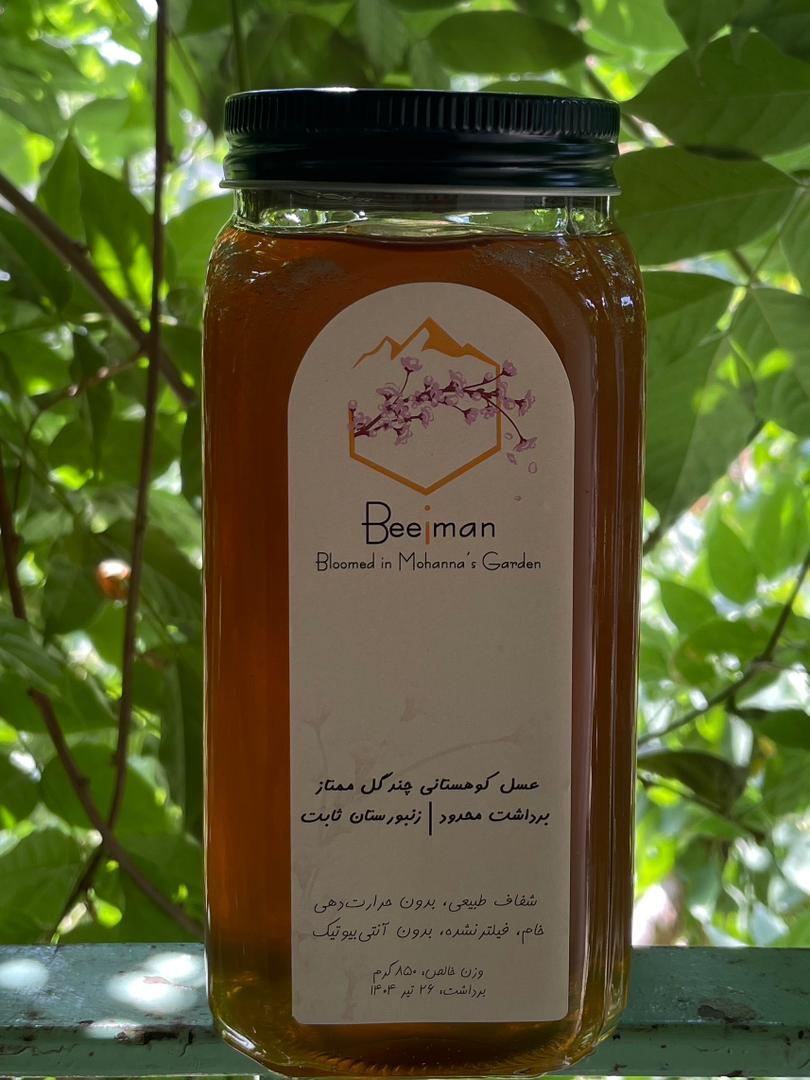 Beeiman
Bloomed in Mohanna's Garden
عسل کوهستانی چندگل ممتاز
برداشت محدود | زنبورستان ثابت
شفاف طبیعی، بدون حرارت‌دهی
خام، فیلترنشده، بدون آنتی‌بیوتیک
وزن خالص: ۸۵۰ گرم
برداشت: ۲۶ تیر ۱۴۰۴